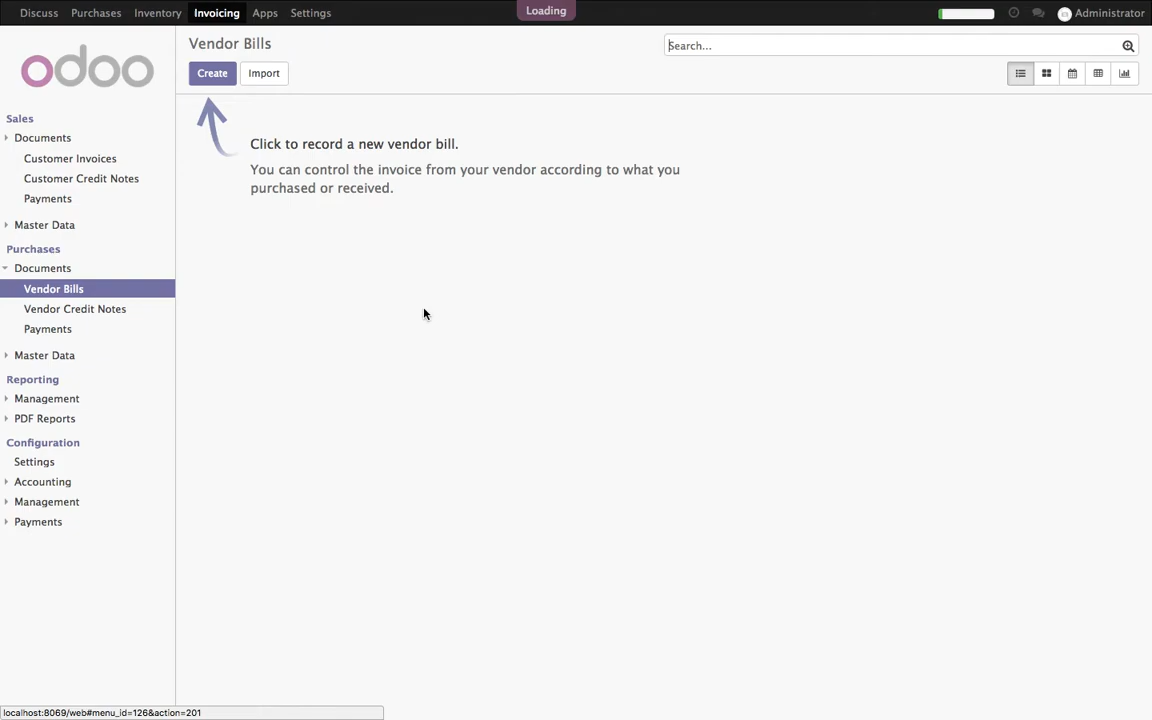 Discuss Purchases Inventory Invoicing Apps Settings Loading Administrator
odoo
Vendor Bills
Search...
Create Import
Click to record a new vendor bill.
You can control the invoice from your vendor according to what you
purchased or received.
Sales
Documents
Customer Invoices
Customer Credit Notes
Payments
Master Data
Purchases
Documents
Vendor Bills
Vendor Credit Notes
Payments
Master Data
Reporting
Management
PDF Reports
Configuration
Settings
Accounting
Management
Payments
localhost:8069/web#menu_id=126&action=201